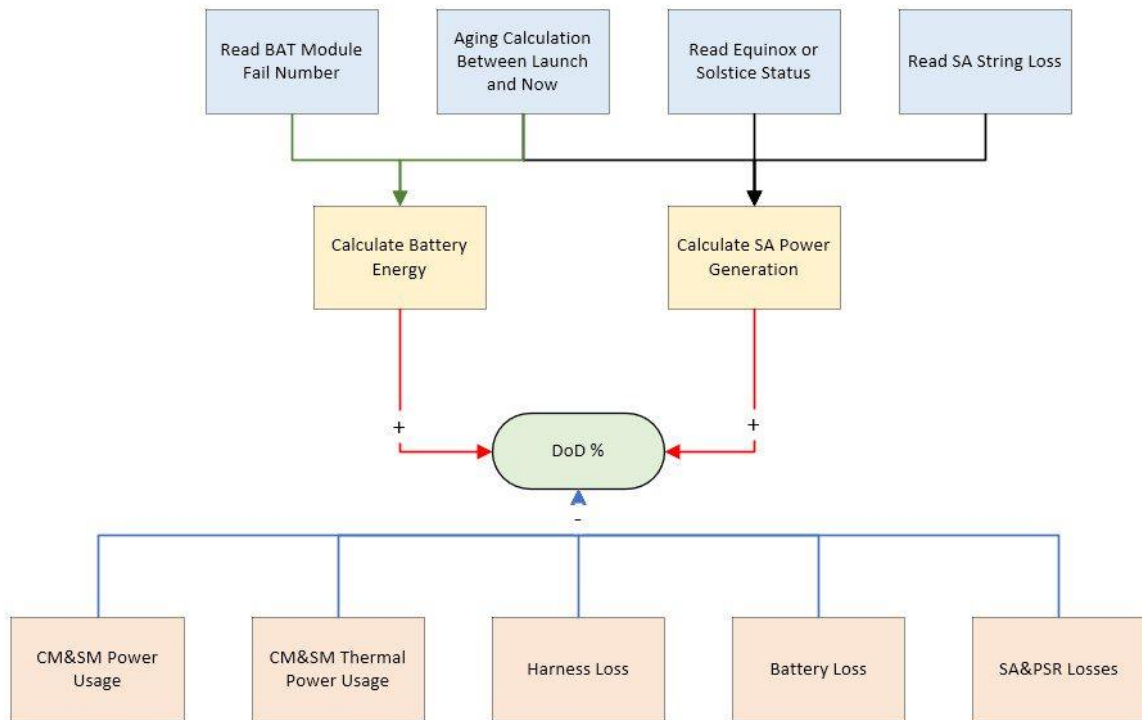 Read BAT Module
Fail Number
Aging Calculation
Between Launch
and Now
Read Equinox or
Solstice Status
Read SA String Loss
Calculate Battery
Energy
Calculate SA Power
Generation
+
+
DoD %
-
CM&SM Power
Usage
CM&SM Thermal
Power Usage
Harness Loss
Battery Loss
SA&PSR Losses